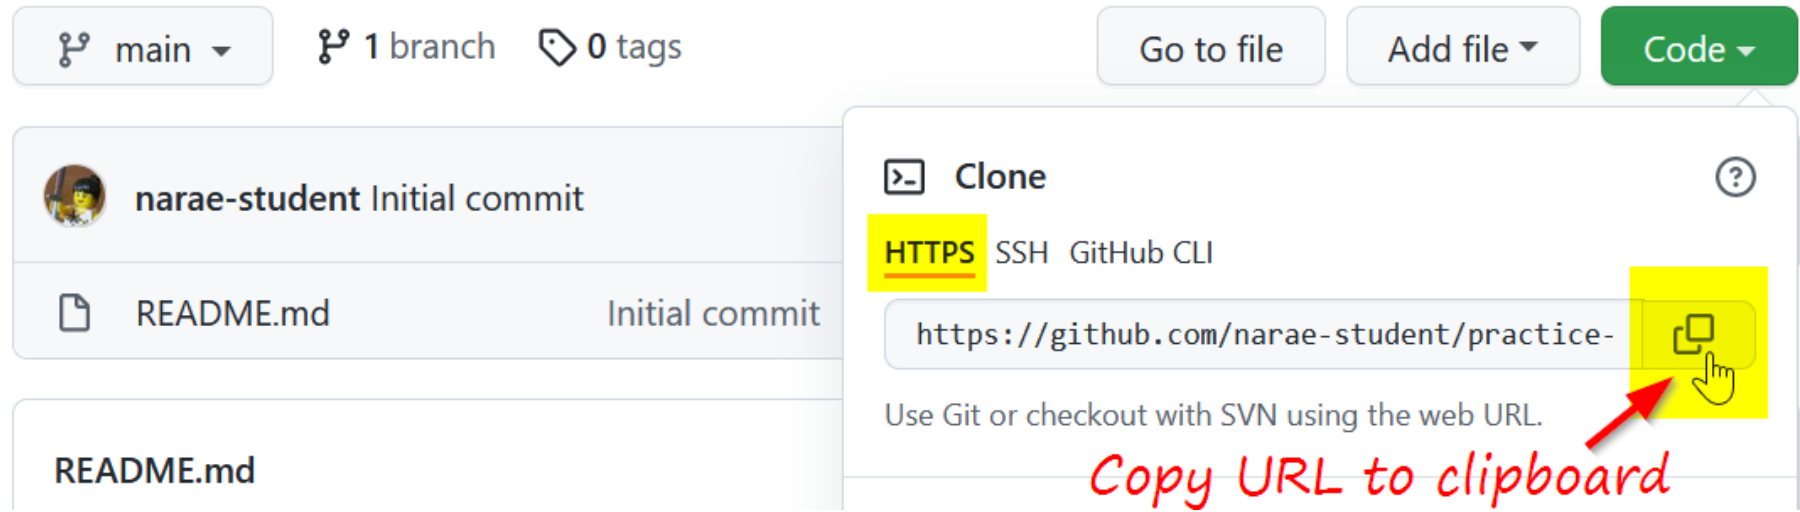 main 1 branch 0 tags Go to file Add file Code
narae-student Initial commit
README.md Initial commit
README.md
Clone
HTTPS SSH GitHub CLI
https://github.com/narae-student/practice-
Use Git or checkout with SVN using the web URL.
Copy URL to clipboard